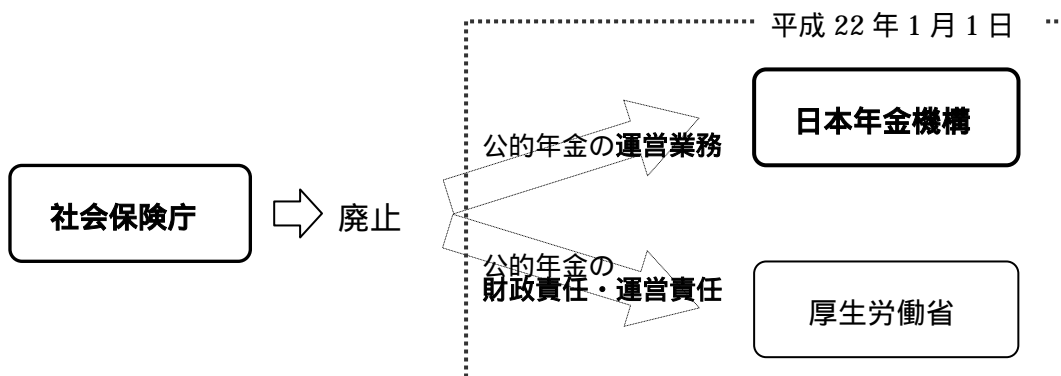 平成 22 年 1 月 1 日
日本年金機構
公的年金の運営業務
社会保険庁
廃止
公的年金の
財政責任・運営責任
厚生労働省